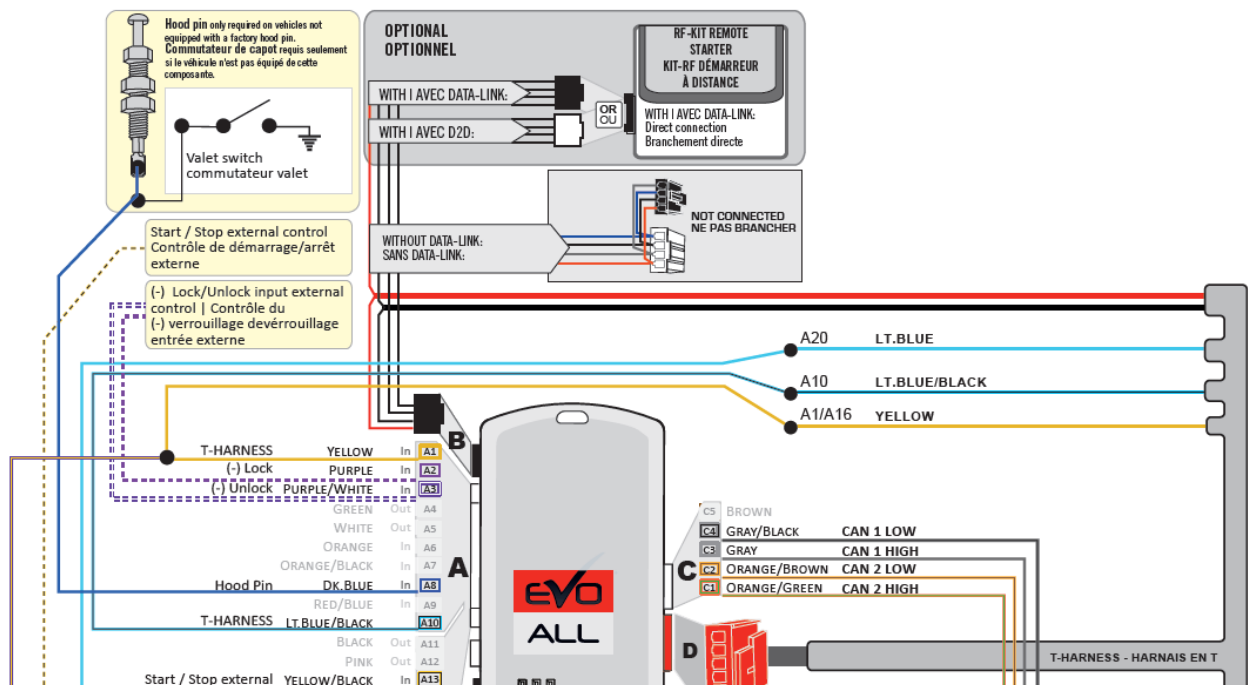 Hood pin only required on vehicles not
equipped with a factory hood pin.
Commutateur de capot requis seulement
si le véhicule n'est pas équipé de cette
composante.
Valet switch
commutateur valet
OPTIONAL
OPTIONNEL
WITH | AVEC DATA-LINK:
WITH | AVEC D2D:
OR
OU
RF-KIT REMOTE
STARTER
KIT-RF DÉMARREUR
À DISTANCE
WITH | AVEC DATA-LINK:
Direct connection
Branchement directe
WITHOUT DATA-LINK:
SANS DATA-LINK:
NOT CONNECTED
NE PAS BRANCHER
Start / Stop external control
Contrôle de démarrage/arrêt
externe
(-) Lock/Unlock input external
control | Contrôle du
(-) verrouillage devérrouillage
entrée externe
A20 LT.BLUE
A10 LT.BLUE/BLACK
A1/A16 YELLOW
B
T-HARNESS YELLOW In A1
(-) Lock PURPLE In A2
(-) Unlock PURPLE/WHITE In A3
GREEN Out A4
WHITE Out A5
ORANGE In A6
ORANGE/BLACK In A7
Hood Pin DK.BLUE In A8
RED/BLUE In A9
T-HARNESS LT.BLUE/BLACK A10
BLACK Out A11
PINK Out A12
Start / Stop external YELLOW/BLACK In A13
A
EVO
ALL
C5 BROWN
C4 GRAY/BLACK CAN 1 LOW
C3 GRAY CAN 1 HIGH
C2 ORANGE/BROWN CAN 2 LOW
C1 ORANGE/GREEN CAN 2 HIGH
C
D
T-HARNESS - HARNAIS EN T